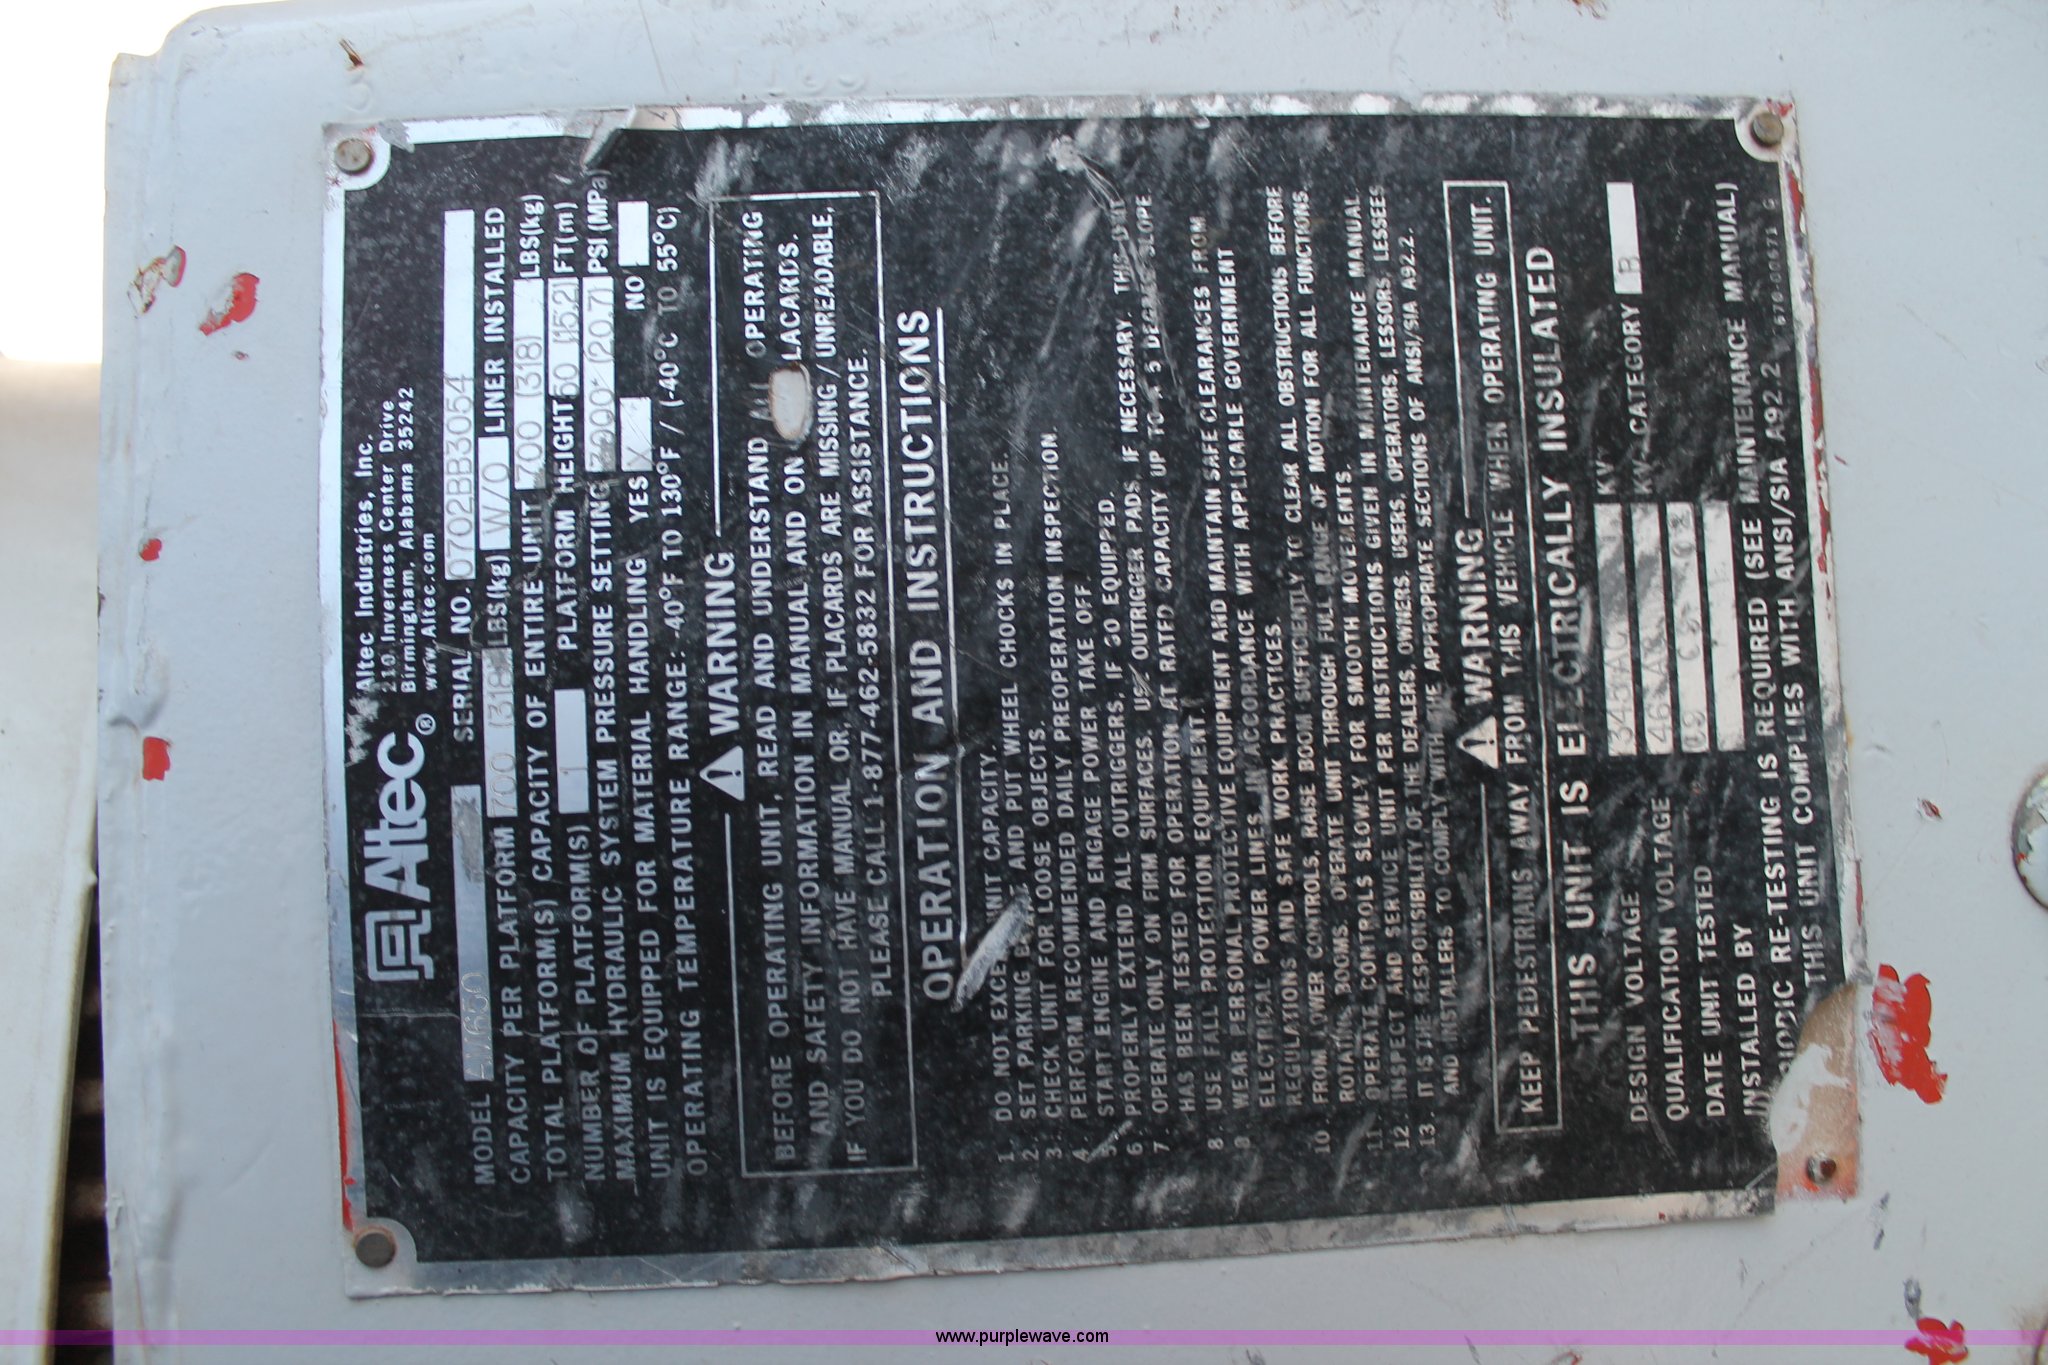 Altec Industries, Inc.
210 Inverness Center Drive
Birmingham, Alabama 35242
www.Altec.com
Altec®
SERIAL NO. 0702BB3054
MODEL AM650
CAPACITY PER PLATFORM 700 (318) LBS(kg) W/O LINER INSTALLED
TOTAL PLATFORM(S) CAPACITY OF ENTIRE UNIT 700 (318) LBS(kg)
NUMBER OF PLATFORM(S) 1 PLATFORM HEIGHT 50 (15.2) FT(m)
MAXIMUM HYDRAULIC SYSTEM PRESSURE SETTING 3000 (20.7) PSI (MPa)
UNIT IS EQUIPPED FOR MATERIAL HANDLING YES X NO
OPERATING TEMPERATURE RANGE: -40°F TO 130°F / (-40°C TO 55°C)
WARNING
BEFORE OPERATING UNIT, READ AND UNDERSTAND ALL OPERATING
AND SAFETY INFORMATION IN MANUAL AND ON LACARDS.
IF YOU DO NOT HAVE MANUAL OR, IF PLACARDS ARE MISSING / UNREADABLE,
PLEASE CALL 1-877-462-5832 FOR ASSISTANCE.
OPERATION AND INSTRUCTIONS
1. DO NOT EXCE UNIT CAPACITY.
2. SET PARKING AND PUT WHEEL CHOCKS IN PLACE.
3. CHECK UNIT FOR LOOSE OBJECTS.
4. PERFORM RECOMMENDED DAILY PREOPERATION INSPECTION.
5. START ENGINE AND ENGAGE POWER TAKE OFF.
6. PROPERLY EXTEND ALL OUTRIGGERS, IF SO EQUIPPED.
7. OPERATE ONLY ON FIRM SURFACES. USE OUTRIGGER PADS, IF NECESSARY. THIS UNIT
HAS BEEN TESTED FOR OPERATION AT RATED CAPACITY UP TO A 5 DEGREE SLOPE
8. USE FALL PROTECTION EQUIPMENT.
9. WEAR PERSONAL PROTECTIVE EQUIPMENT AND MAINTAIN SAFE CLEARANCES FROM
ELECTRICAL POWER LINES, IN ACCORDANCE WITH APPLICABLE GOVERNMENT
REGULATIONS AND SAFE WORK PRACTICES.
10. FROM LOWER CONTROLS, RAISE BOOM SUFFICIENTLY TO CLEAR ALL OBSTRUCTIONS BEFORE
ROTATING BOOMS. OPERATE UNIT THROUGH FULL RANGE OF MOTION FOR ALL FUNCTIONS.
11. OPERATE CONTROLS SLOWLY FOR SMOOTH MOVEMENTS.
12. INSPECT AND SERVICE UNIT PER INSTRUCTIONS GIVEN IN MAINTENANCE MANUAL.
13. IT IS THE RESPONSIBILITY OF THE DEALERS, OWNERS, USERS, OPERATORS, LESSORS, LESSEES
AND INSTALLERS TO COMPLY WITH THE APPROPRIATE SECTIONS OF ANSI/SIA A92.2.
WARNING
KEEP PEDESTRIANS AWAY FROM THIS VEHICLE WHEN OPERATING UNIT.
THIS UNIT IS ELECTRICALLY INSULATED
DESIGN VOLTAGE KV
QUALIFICATION VOLTAGE 46 KV CATEGORY B
DATE UNIT TESTED
INSTALLED BY
RIODIC RE-TESTING IS REQUIRED (SEE MAINTENANCE MANUAL)
THIS UNIT COMPLIES WITH ANSI/SIA A92.2
670-00571 G
www.purplewave.com